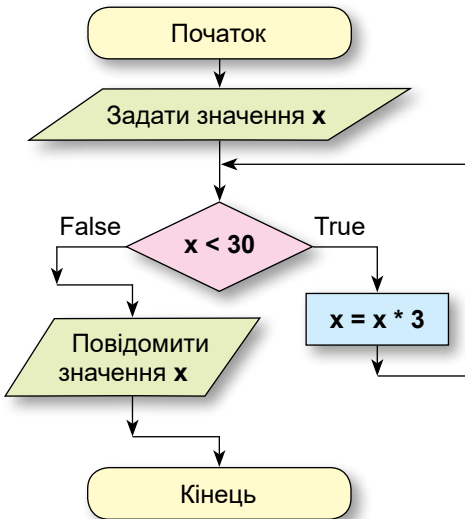 Початок
Задати значення x
False
True
x < 30
x = x * 3
Повідомити
значення x
Кінець